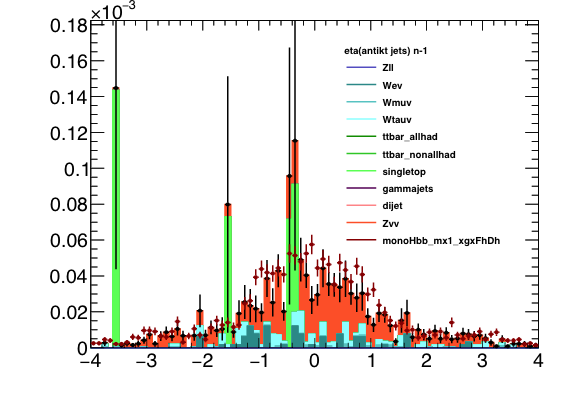 ×10⁻³
0.18
0.16
0.14
0.12
0.1
0.08
0.06
0.04
0.02
0
−4 −3 −2 −1 0 1 2 3 4
eta(antikt jets) n-1
Zll
Wev
Wmuv
Wtauv
ttbar_allhad
ttbar_nonallhad
singletop
gammajets
dijet
Zvv
monoHbb_mx1_xgxFhDh